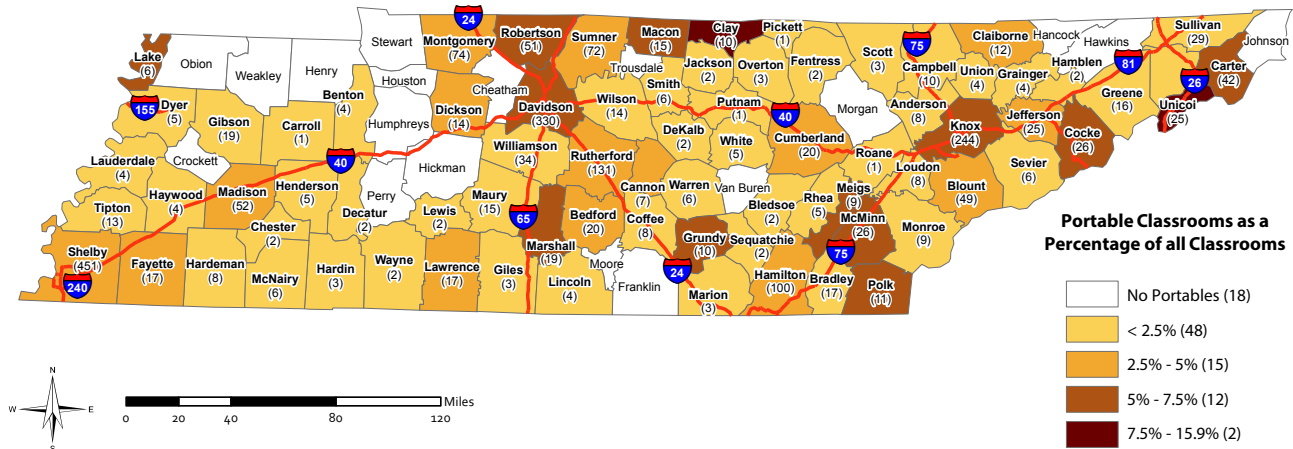 24
Stewart
Montgomery
(74)
Robertson
(51)
Sumner
(72)
Macon
(15)
Clay
(10)
Pickett
(1)
Scott
(3)
75
Campbell
(10)
Claiborne
(12)
Hancock
Hawkins
Sullivan
(29)
Johnson
Lake
(6)
Obion
Weakley
Henry
Houston
Trousdale
Jackson
(2)
Overton
(3)
Fentress
(2)
Union
(4)
Grainger
(4)
Hamblen
(2)
81
26
Carter
(42)
155
Dyer
(5)
Gibson
(19)
Carroll
(1)
Benton
(4)
Humphreys
Dickson
(14)
Cheatham
Davidson
(330)
Wilson
(14)
Smith
(6)
Putnam
(1)
40
Morgan
Anderson
(8)
Knox
(244)
Jefferson
(25)
Cocke
(26)
Greene
(16)
Unicoi
(25)
Lauderdale
(4)
Crockett
40
Hickman
Williamson
(34)
Rutherford
(131)
DeKalb
(2)
White
(5)
Cumberland
(20)
Roane
(1)
Loudon
(8)
Blount
(49)
Sevier
(6)
Tipton
(13)
Haywood
(4)
Madison
(52)
Henderson
(5)
Decatur
(2)
Perry
Lewis
(2)
Maury
(15)
65
Marshall
(19)
Bedford
(20)
Cannon
(7)
Coffee
(8)
Warren
(6)
Van Buren
Bledsoe
(2)
Rhea
(5)
Meigs
(9)
McMinn
(26)
Monroe
(9)
Shelby
(451)
240
Fayette
(17)
Hardeman
(8)
Chester
(2)
McNairy
(6)
Hardin
(3)
Wayne
(2)
Lawrence
(17)
Giles
(3)
Lincoln
(4)
Moore
Franklin
Grundy
(10)
24
Sequatchie
(2)
Marion
(3)
Hamilton
(100)
75
Bradley
(17)
Polk
(11)
Portable Classrooms as a
Percentage of all Classrooms
No Portables (18)
< 2.5% (48)
2.5% - 5% (15)
5% - 7.5% (12)
7.5% - 15.9% (2)
N
W E
S
Miles
0 20 40 80 120